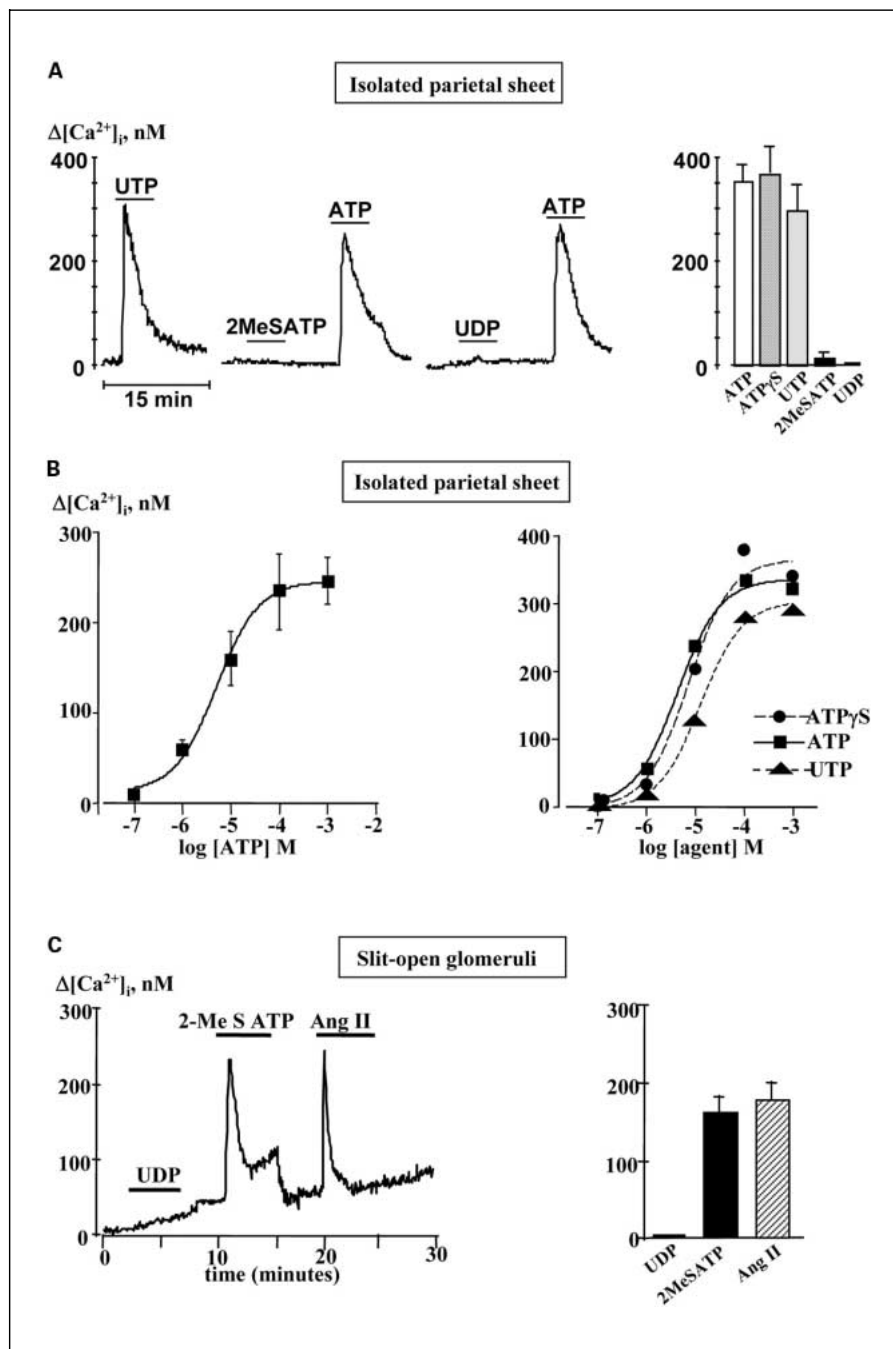 A
Isolated parietal sheet
Δ[Ca²⁺]ᵢ, nM
400
200
0
UTP
2MeSATP
ATP
UDP
ATP
15 min
400
200
0
ATP
ATPγS
UTP
2MeSATP
UDP
B
Isolated parietal sheet
Δ[Ca²⁺]ᵢ, nM
300
200
100
0
-7 -6 -5 -4 -3 -2
log [ATP] M
400
300
200
100
0
ATPγS
ATP
UTP
-7 -6 -5 -4 -3
log [agent] M
C
Slit-open glomeruli
Δ[Ca²⁺]ᵢ, nM
300
200
100
0
UDP
2-Me S ATP
Ang II
0 10 20 30
time (minutes)
300
200
100
0
UDP
2MeSATP
Ang II